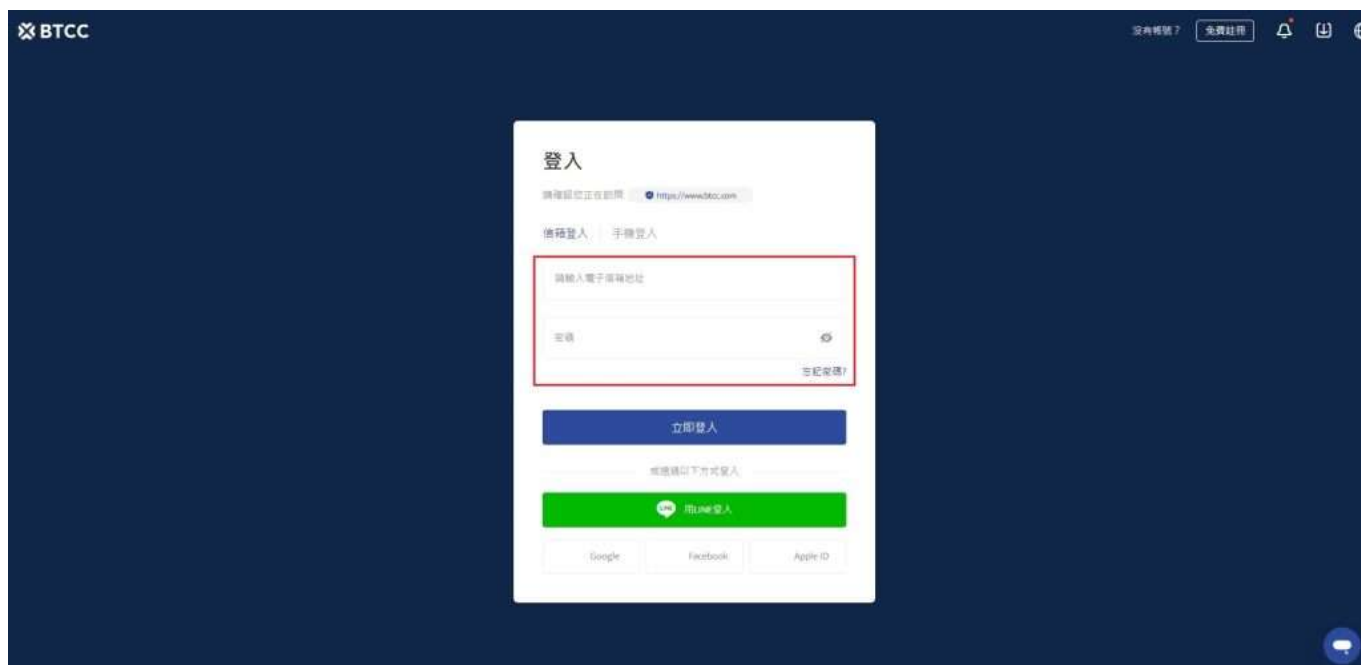 BTCC
沒有帳號？ 免費註冊
登入
請確認您正在訪問 https://www.btcc.com
信箱登入 手機登入
請輸入電子信箱地址
密碼
忘記密碼?
立即登入
或透過以下方式登入
LINE 用LINE登入
Google Facebook Apple ID